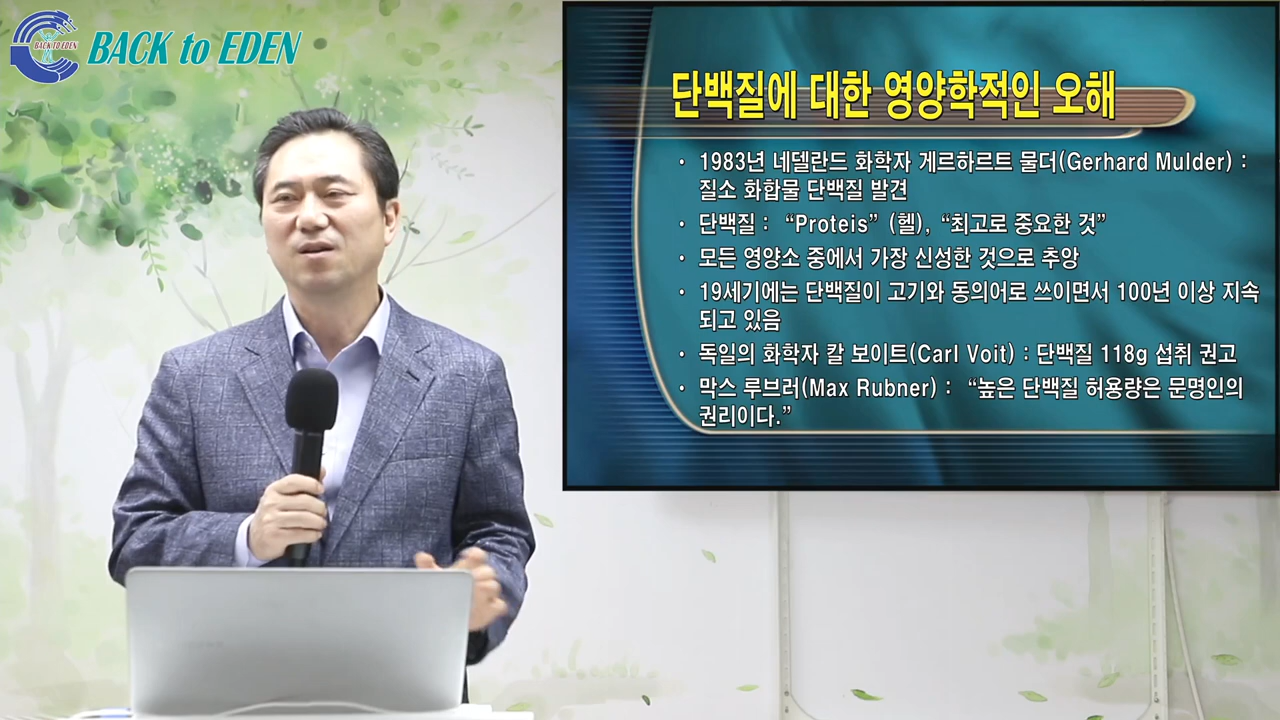 BACK TO EDEN
BACK to EDEN
단백질에 대한 영양학적인 오해
• 1983년 네델란드 화학자 게르하르트 물더(Gerhard Mulder) :
질소 화합물 단백질 발견
• 단백질 : “Proteis” (헬), “최고로 중요한 것”
• 모든 영양소 중에서 가장 신성한 것으로 추앙
• 19세기에는 단백질이 고기와 동의어로 쓰이면서 100년 이상 지속
되고 있음
• 독일의 화학자 칼 보이트(Carl Voit) : 단백질 118g 섭취 권고
• 막스 루브러(Max Rubner) : “높은 단백질 허용량은 문명인의
권리이다.”